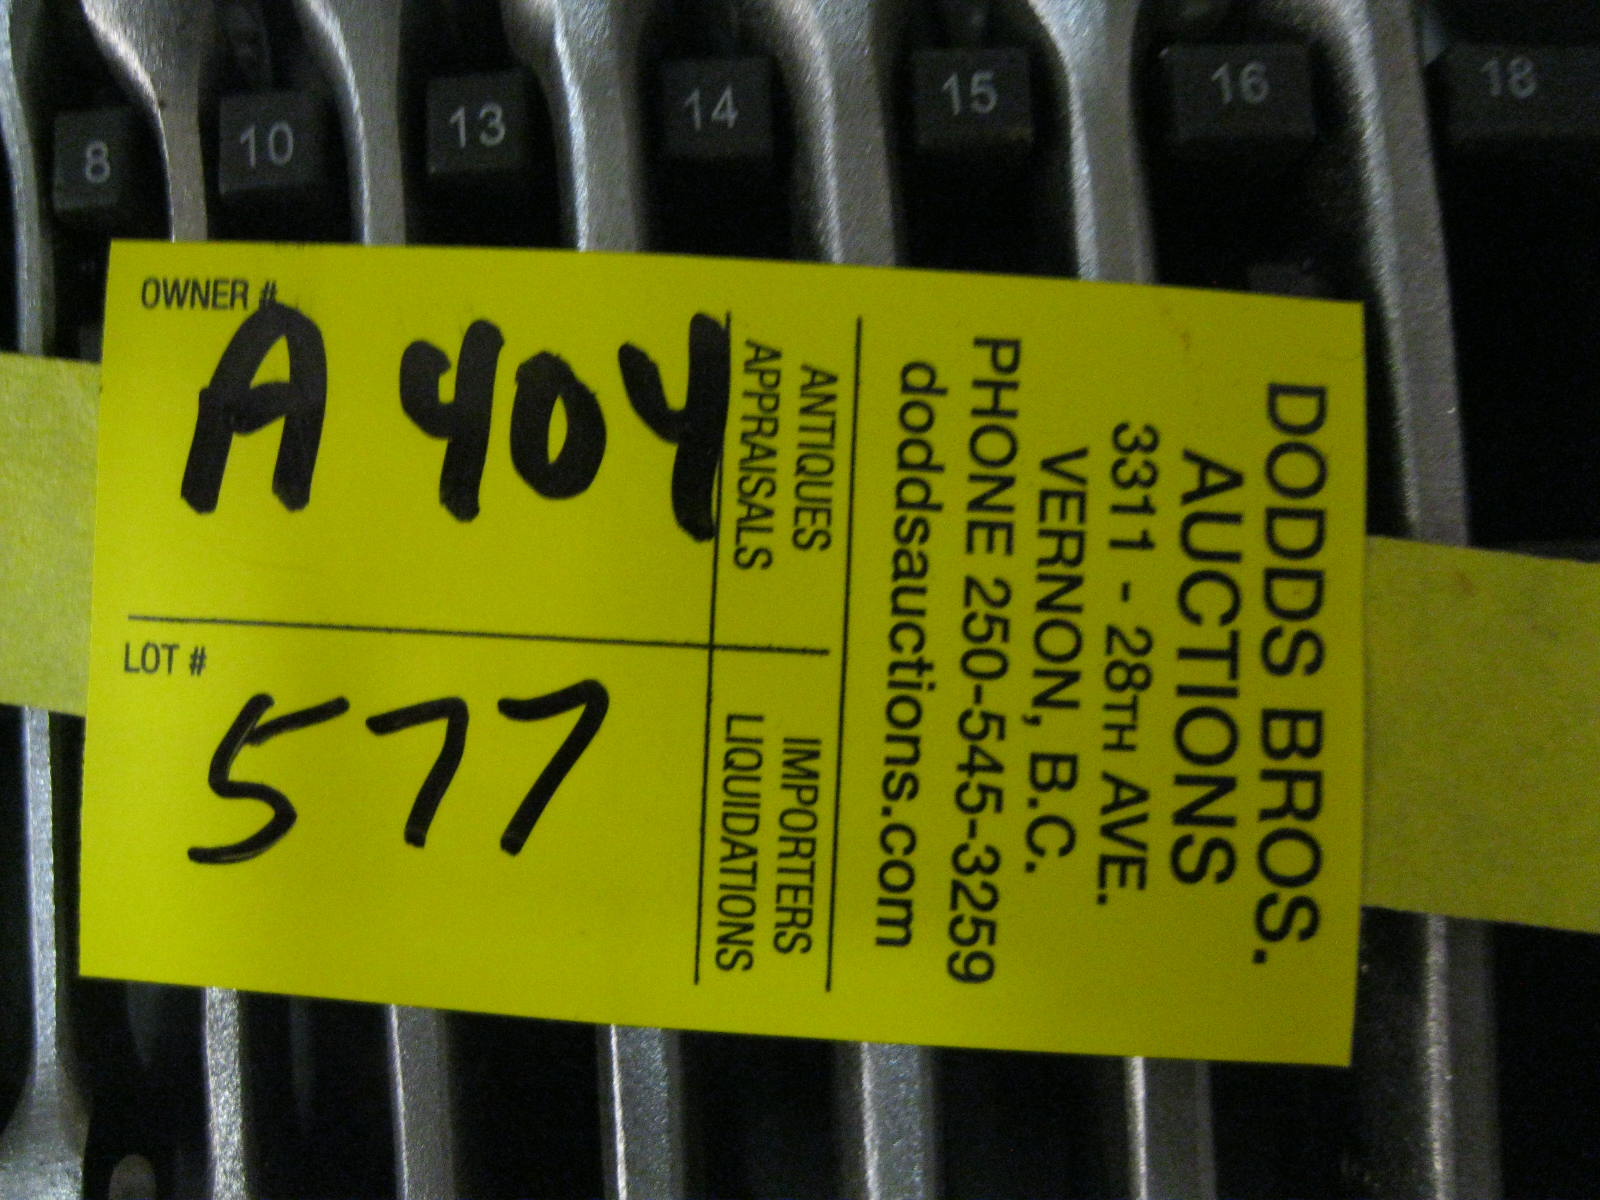 8 10 13 14 15 16 18
OWNER #
A 404
LOT #
577
ANTIQUES
APPRAISALS
IMPORTERS
LIQUIDATIONS
DODDS BROS.
AUCTIONS
3311 - 28TH AVE.
VERNON, B.C.
PHONE 250-545-3259
doddsauctions.com